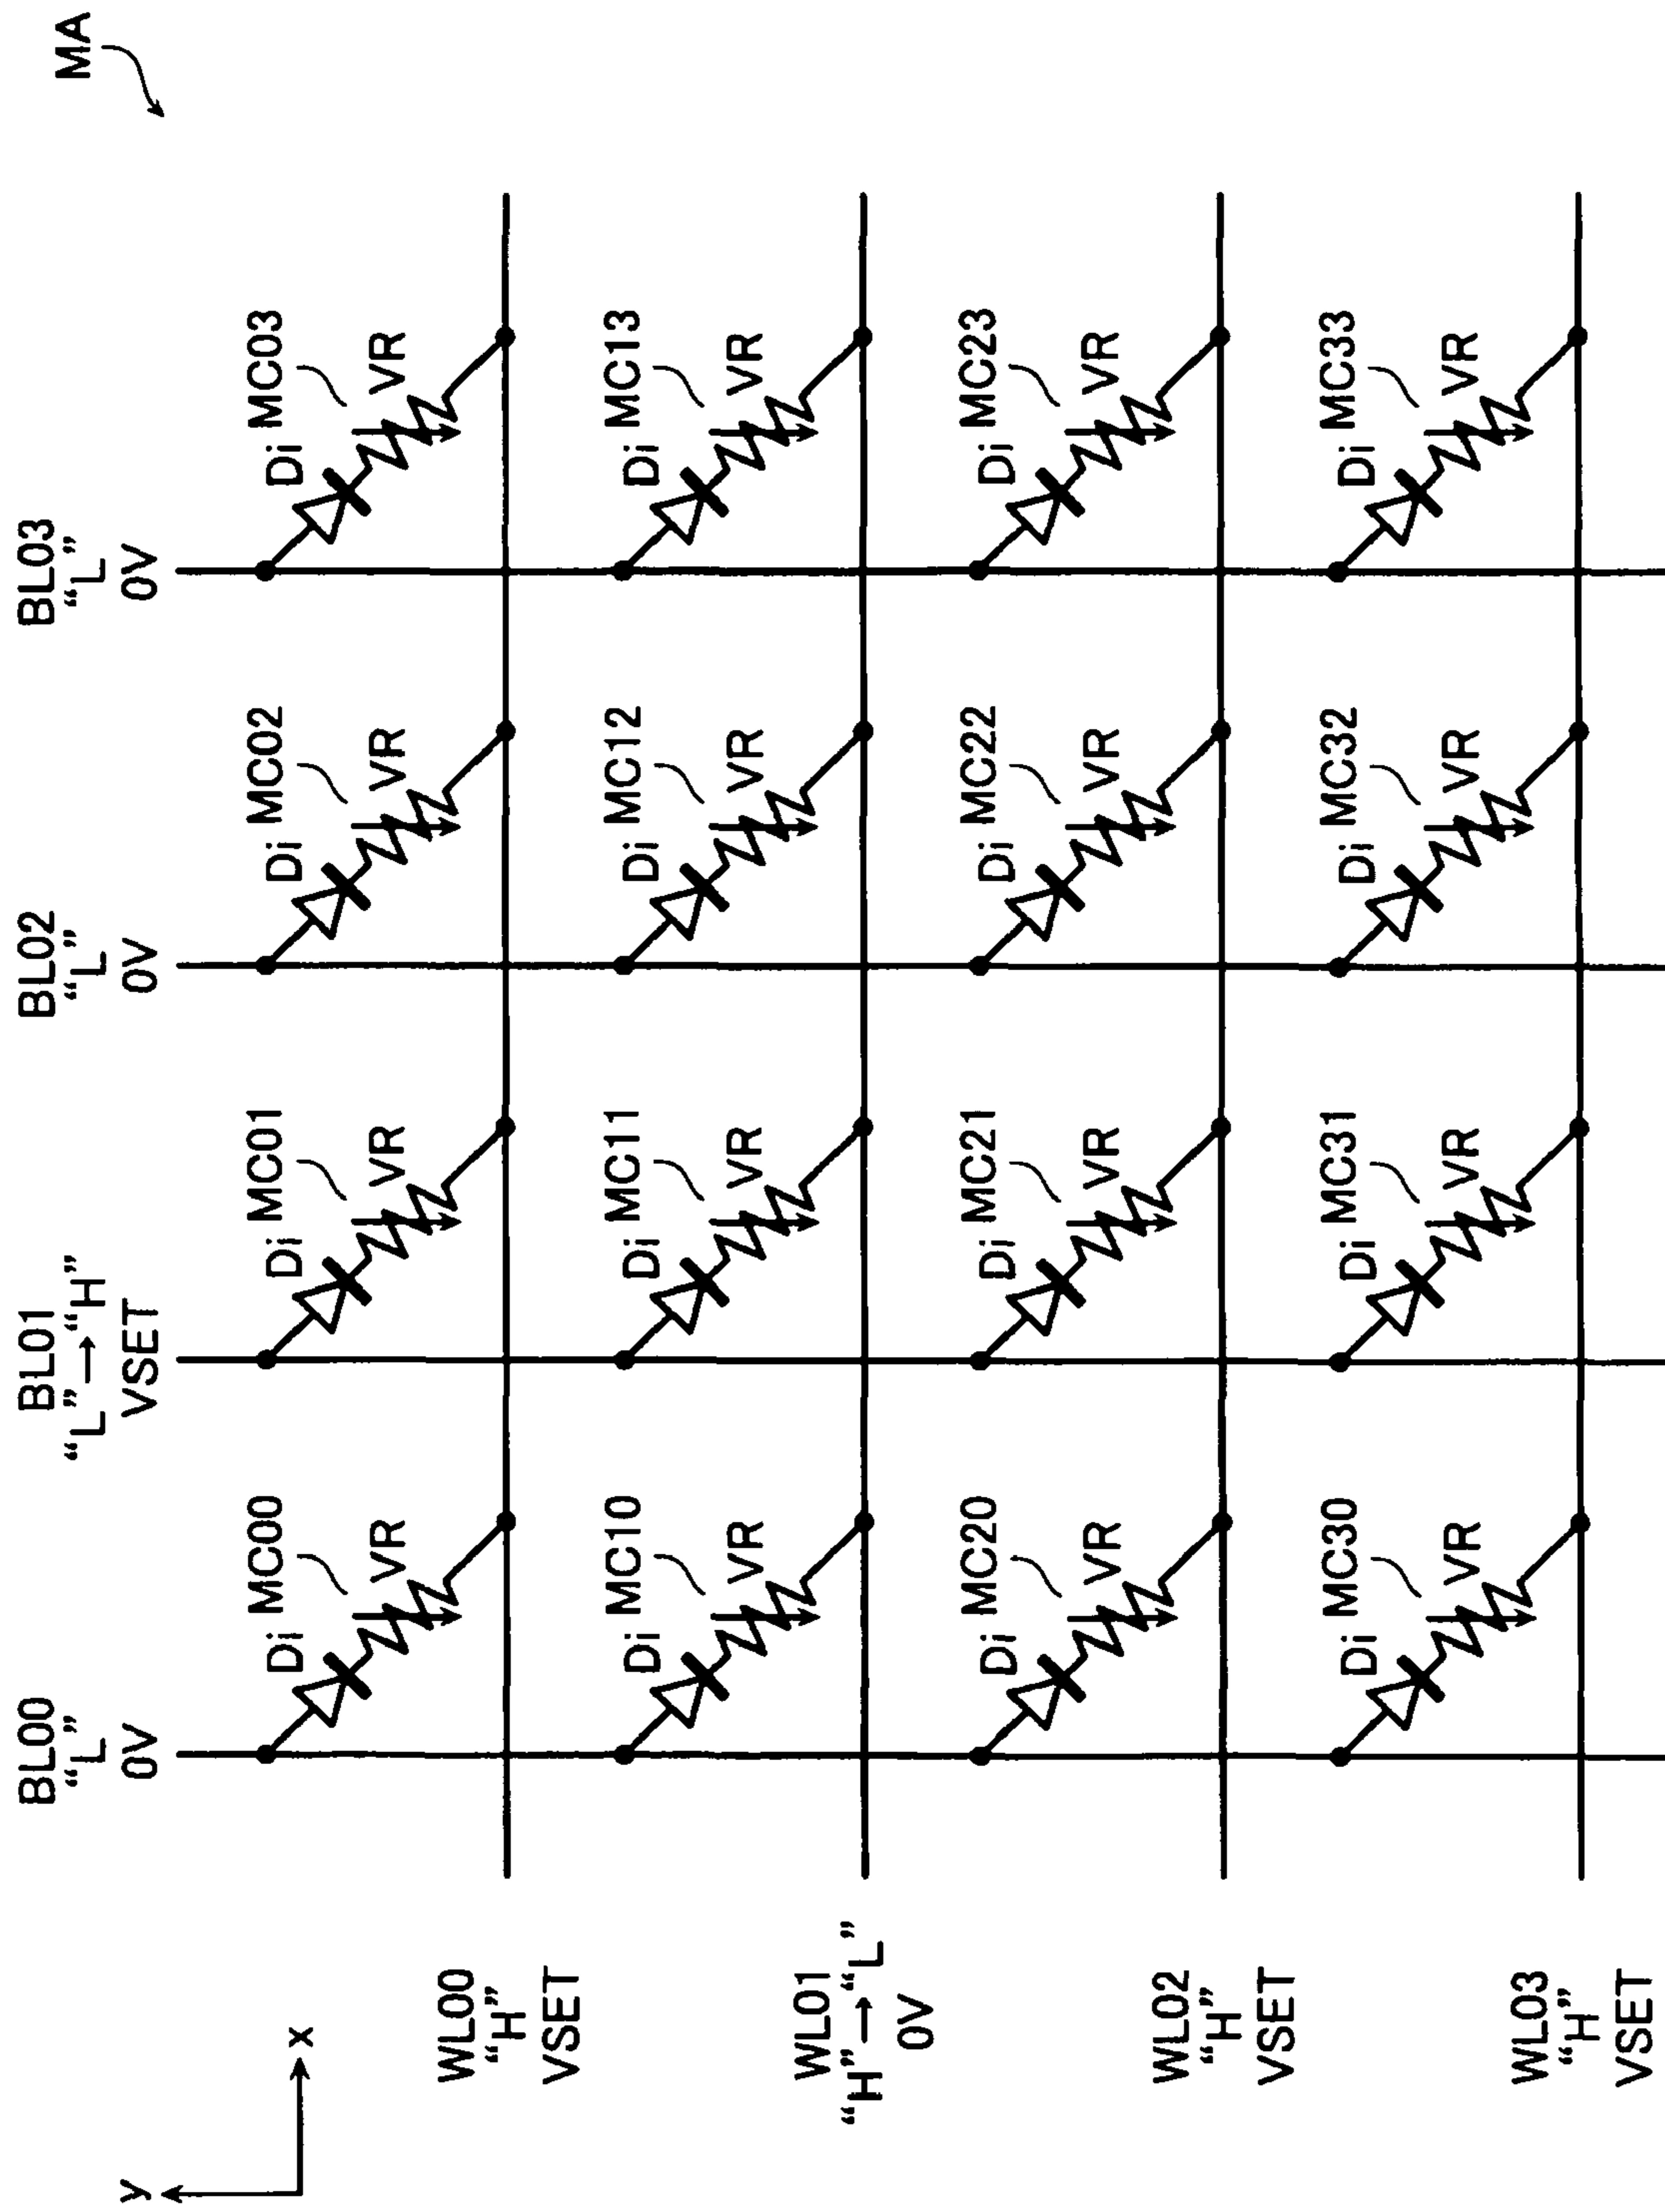 MA
BL00
“L”
0V
BL01
“L”→“H”
VSET
BL02
“L”
0V
BL03
“L”
0V
y
x
WL00
“H”
VSET
Di MC00
VR
Di MC01
VR
Di MC02
VR
Di MC03
VR
WL01
“H”→“L”
0V
Di MC10
VR
Di MC11
VR
Di MC12
VR
Di MC13
VR
WL02
“H”
VSET
Di MC20
VR
Di MC21
VR
Di MC22
VR
Di MC23
VR
WL03
“H”
VSET
Di MC30
VR
Di MC31
VR
Di MC32
VR
Di MC33
VR